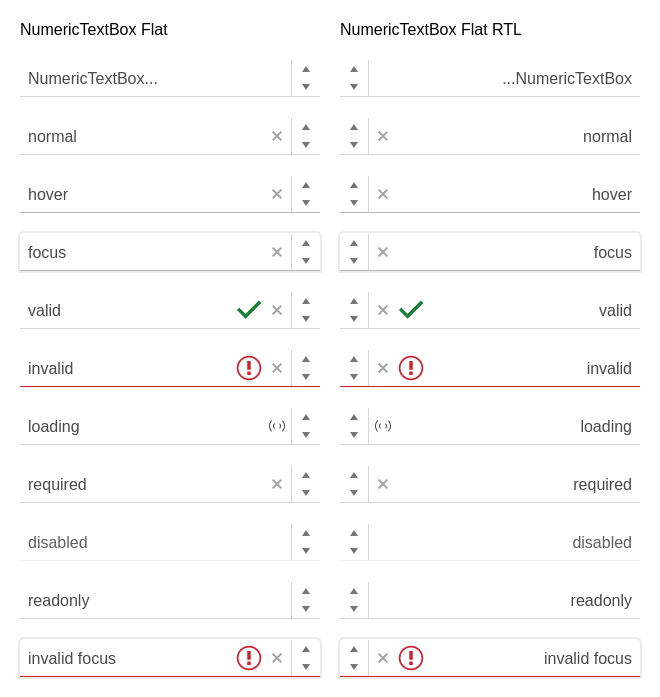 NumericTextBox Flat
NumericTextBox...
normal
hover
focus
valid
invalid
loading
required
disabled
readonly
invalid focus
NumericTextBox Flat RTL
...NumericTextBox
normal
hover
focus
valid
invalid
loading
required
disabled
readonly
invalid focus